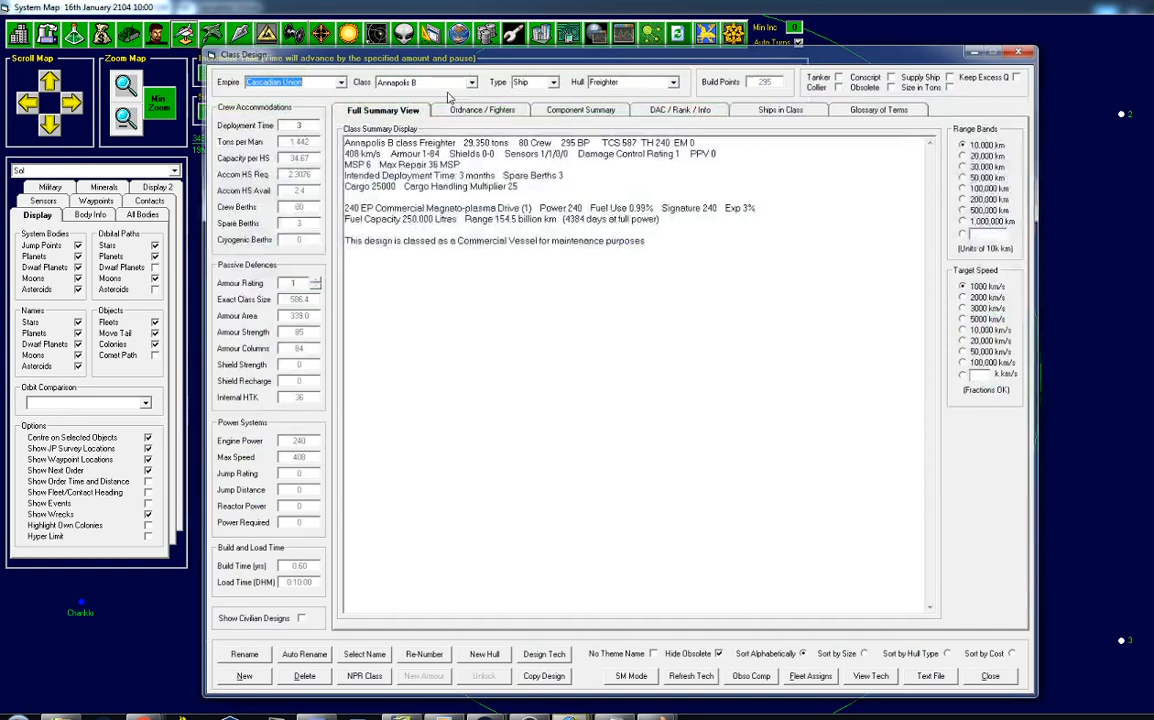 System Map  16th January 2104 10:00
Min Inc 0
Auto Turns
Scroll Map
Zoom Map
Min Zoom
Class Design
Increment Time (Time will advance by the specified amount and pause)
Empire Cascadian Union Class Annapolis B Type Ship Hull Freighter Build Points 295
Tanker Conscript Supply Ship Keep Excess Q
Collier Obsolete Size in Tons
Full Summary View Ordnance / Fighters Component Summary DAC / Rank / Info Ships in Class Glossary of Terms
Crew Accommodations
Deployment Time 3
Tons per Man 1.442
Capacity per HS 34.67
Accom HS Req. 2.3076
Accom HS Avail 2.4
Crew Berths 80
Spare Berths 3
Cryogenic Berths 0
Passive Defences
Armour Rating 1
Exact Class Size 586.4
Armour Area 339.0
Armour Strength 85
Armour Columns 84
Shield Strength 0
Shield Recharge 0
Internal HTK 36
Power Systems
Engine Power 240
Max Speed 408
Jump Rating 0
Jump Distance 0
Reactor Power 0
Power Required 0
Build and Load Time
Build Time (yrs) 0.60
Load Time (DHM) 0:10:00
Show Civilian Designs
Class Summary Display
Annapolis B class Freighter 29,350 tons 80 Crew 295 BP TCS 587 TH 240 EM 0
408 km/s Armour 1-84 Shields 0-0 Sensors 1/1/0/0 Damage Control Rating 1 PPV 0
MSP 6 Max Repair 36 MSP
Intended Deployment Time: 3 months Spare Berths 3
Cargo 25000 Cargo Handling Multiplier 25
240 EP Commercial Magneto-plasma Drive (1) Power 240 Fuel Use 0.99% Signature 240 Exp 3%
Fuel Capacity 250,000 Litres Range 154.5 billion km (4384 days at full power)
This design is classed as a Commercial Vessel for maintenance purposes
Range Bands
10,000 km
20,000 km
30,000 km
50,000 km
100,000 km
200,000 km
500,000 km
1,000,000 km
(Units of 10k km)
Target Speed
1000 km/s
2000 km/s
3000 km/s
5000 km/s
10,000 km/s
20,000 km/s
50,000 km/s
100,000 km/s
k km/s
(Fractions OK)
Rename Auto Rename Select Name Re-Number New Hull Design Tech
No Theme Name Hide Obsolete Sort Alphabetically Sort by Size Sort by Hull Type Sort by Cost
New Delete NPR Class New Armour Unlock Copy Design SM Mode Refresh Tech Obso Comp Fleet Assigns View Tech Text File Close
Sol
Military Minerals Display 2
Sensors Waypoints Contacts
Display Body Info All Bodies
System Bodies
Jump Points
Planets
Dwarf Planets
Moons
Asteroids
Orbital Paths
Stars
Planets
Dwarf Planets
Moons
Asteroids
Names
Stars
Planets
Dwarf Planets
Moons
Asteroids
Objects
Fleets
Move Tail
Colonies
Comet Path
Orbit Comparison
Options
Centre on Selected Objects
Show JP Survey Locations
Show Waypoint Locations
Show Next Order
Show Order Time and Distance
Show Fleet/Contact Heading
Show Events
Show Wrecks
Highlight Own Colonies
Hyper Limit
Chariklo
2
3